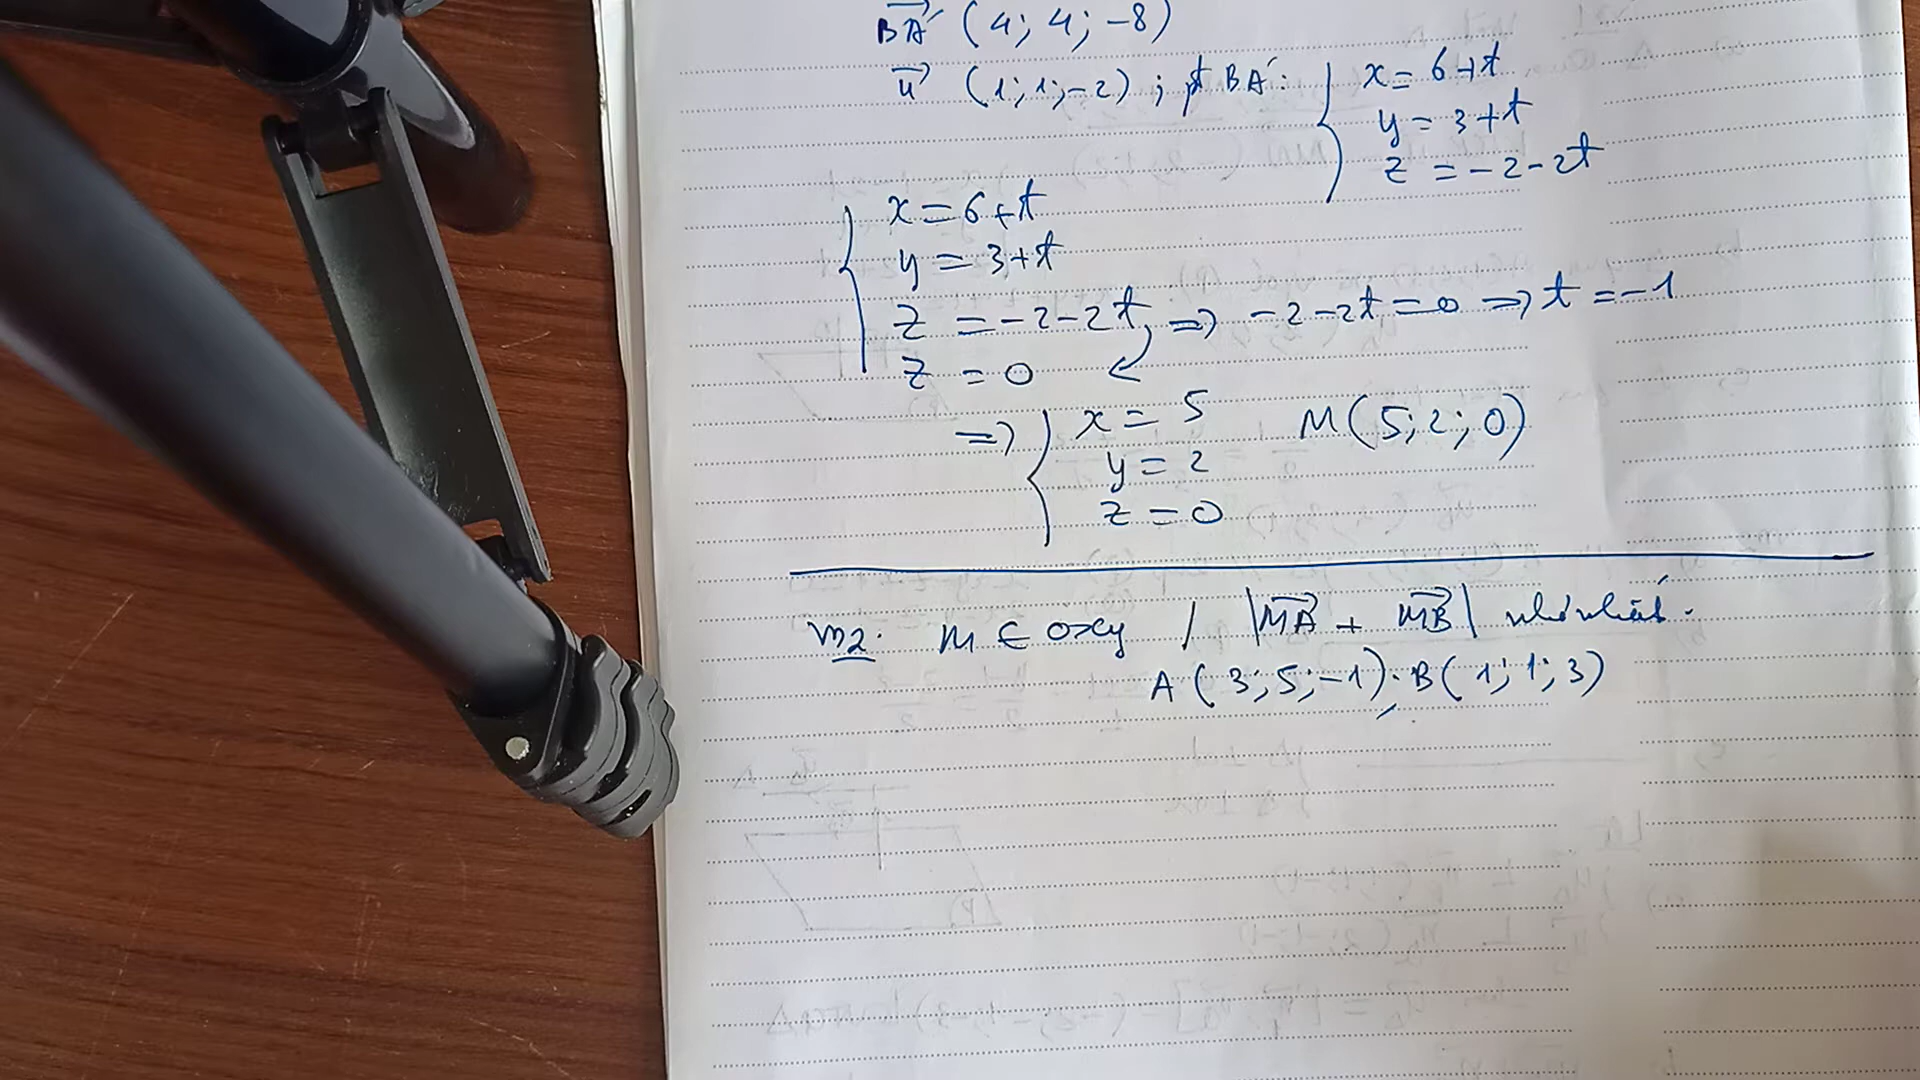 BA' (4; 4; -8)
u (1; 1; -2) ; pt BA': { x = 6+t
y = 3+t
z = -2-2t
{ x = 6+t
y = 3+t
z = -2-2t => -2-2t = 0 => t = -1
z = 0
=> { x = 5 M(5; 2; 0)
y = 2
z = 0
m2. M ∈ oxy / |MA + MB| nhỏ nhất.
A(3; 5; -1). B(1; 1; 3)